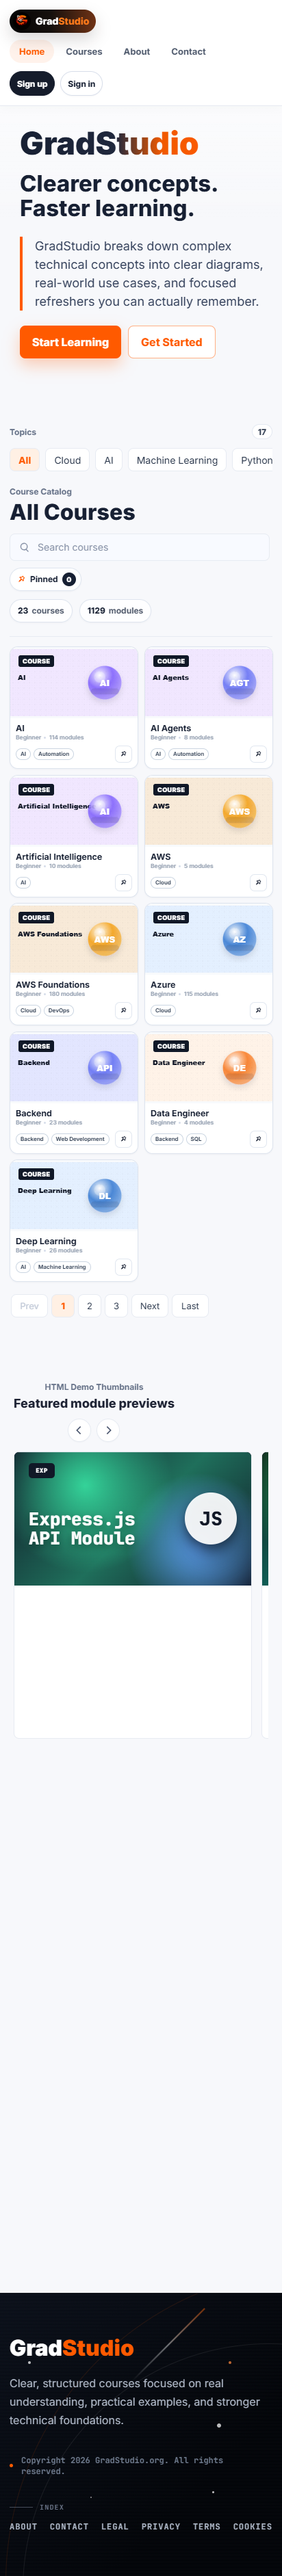 GradStudio
Home Courses About Contact
Sign up Sign in
GradStudio
Clearer concepts.
Faster learning.
GradStudio breaks down complex
technical concepts into clear diagrams,
real-world use cases, and focused
refreshers you can actually remember.
Start Learning Get Started
Topics 17
All Cloud AI Machine Learning Python
Course Catalog
All Courses
Search courses
Pinned 0
23 courses 1129 modules
COURSE
AI
AI
AI
Beginner • 114 modules
AI Automation
COURSE
AI Agents
AGT
AI Agents
Beginner • 8 modules
AI Automation
COURSE
Artificial Intelligence
AI
Artificial Intelligence
Beginner • 10 modules
AI
COURSE
AWS
AWS
AWS
Beginner • 5 modules
Cloud
COURSE
AWS Foundations
AWS
AWS Foundations
Beginner • 180 modules
Cloud DevOps
COURSE
Azure
AZ
Azure
Beginner • 115 modules
Cloud
COURSE
Backend
API
Backend
Beginner • 23 modules
Backend Web Development
COURSE
Data Engineer
DE
Data Engineer
Beginner • 4 modules
Backend SQL
COURSE
Deep Learning
DL
Deep Learning
Beginner • 26 modules
AI Machine Learning
Prev 1 2 3 Next Last
HTML Demo Thumbnails
Featured module previews
EXP
Express.js
API Module
JS
GradStudio
Clear, structured courses focused on real
understanding, practical examples, and stronger
technical foundations.
Copyright 2026 GradStudio.org. All rights
reserved.
INDEX
ABOUT CONTACT LEGAL PRIVACY TERMS COOKIES